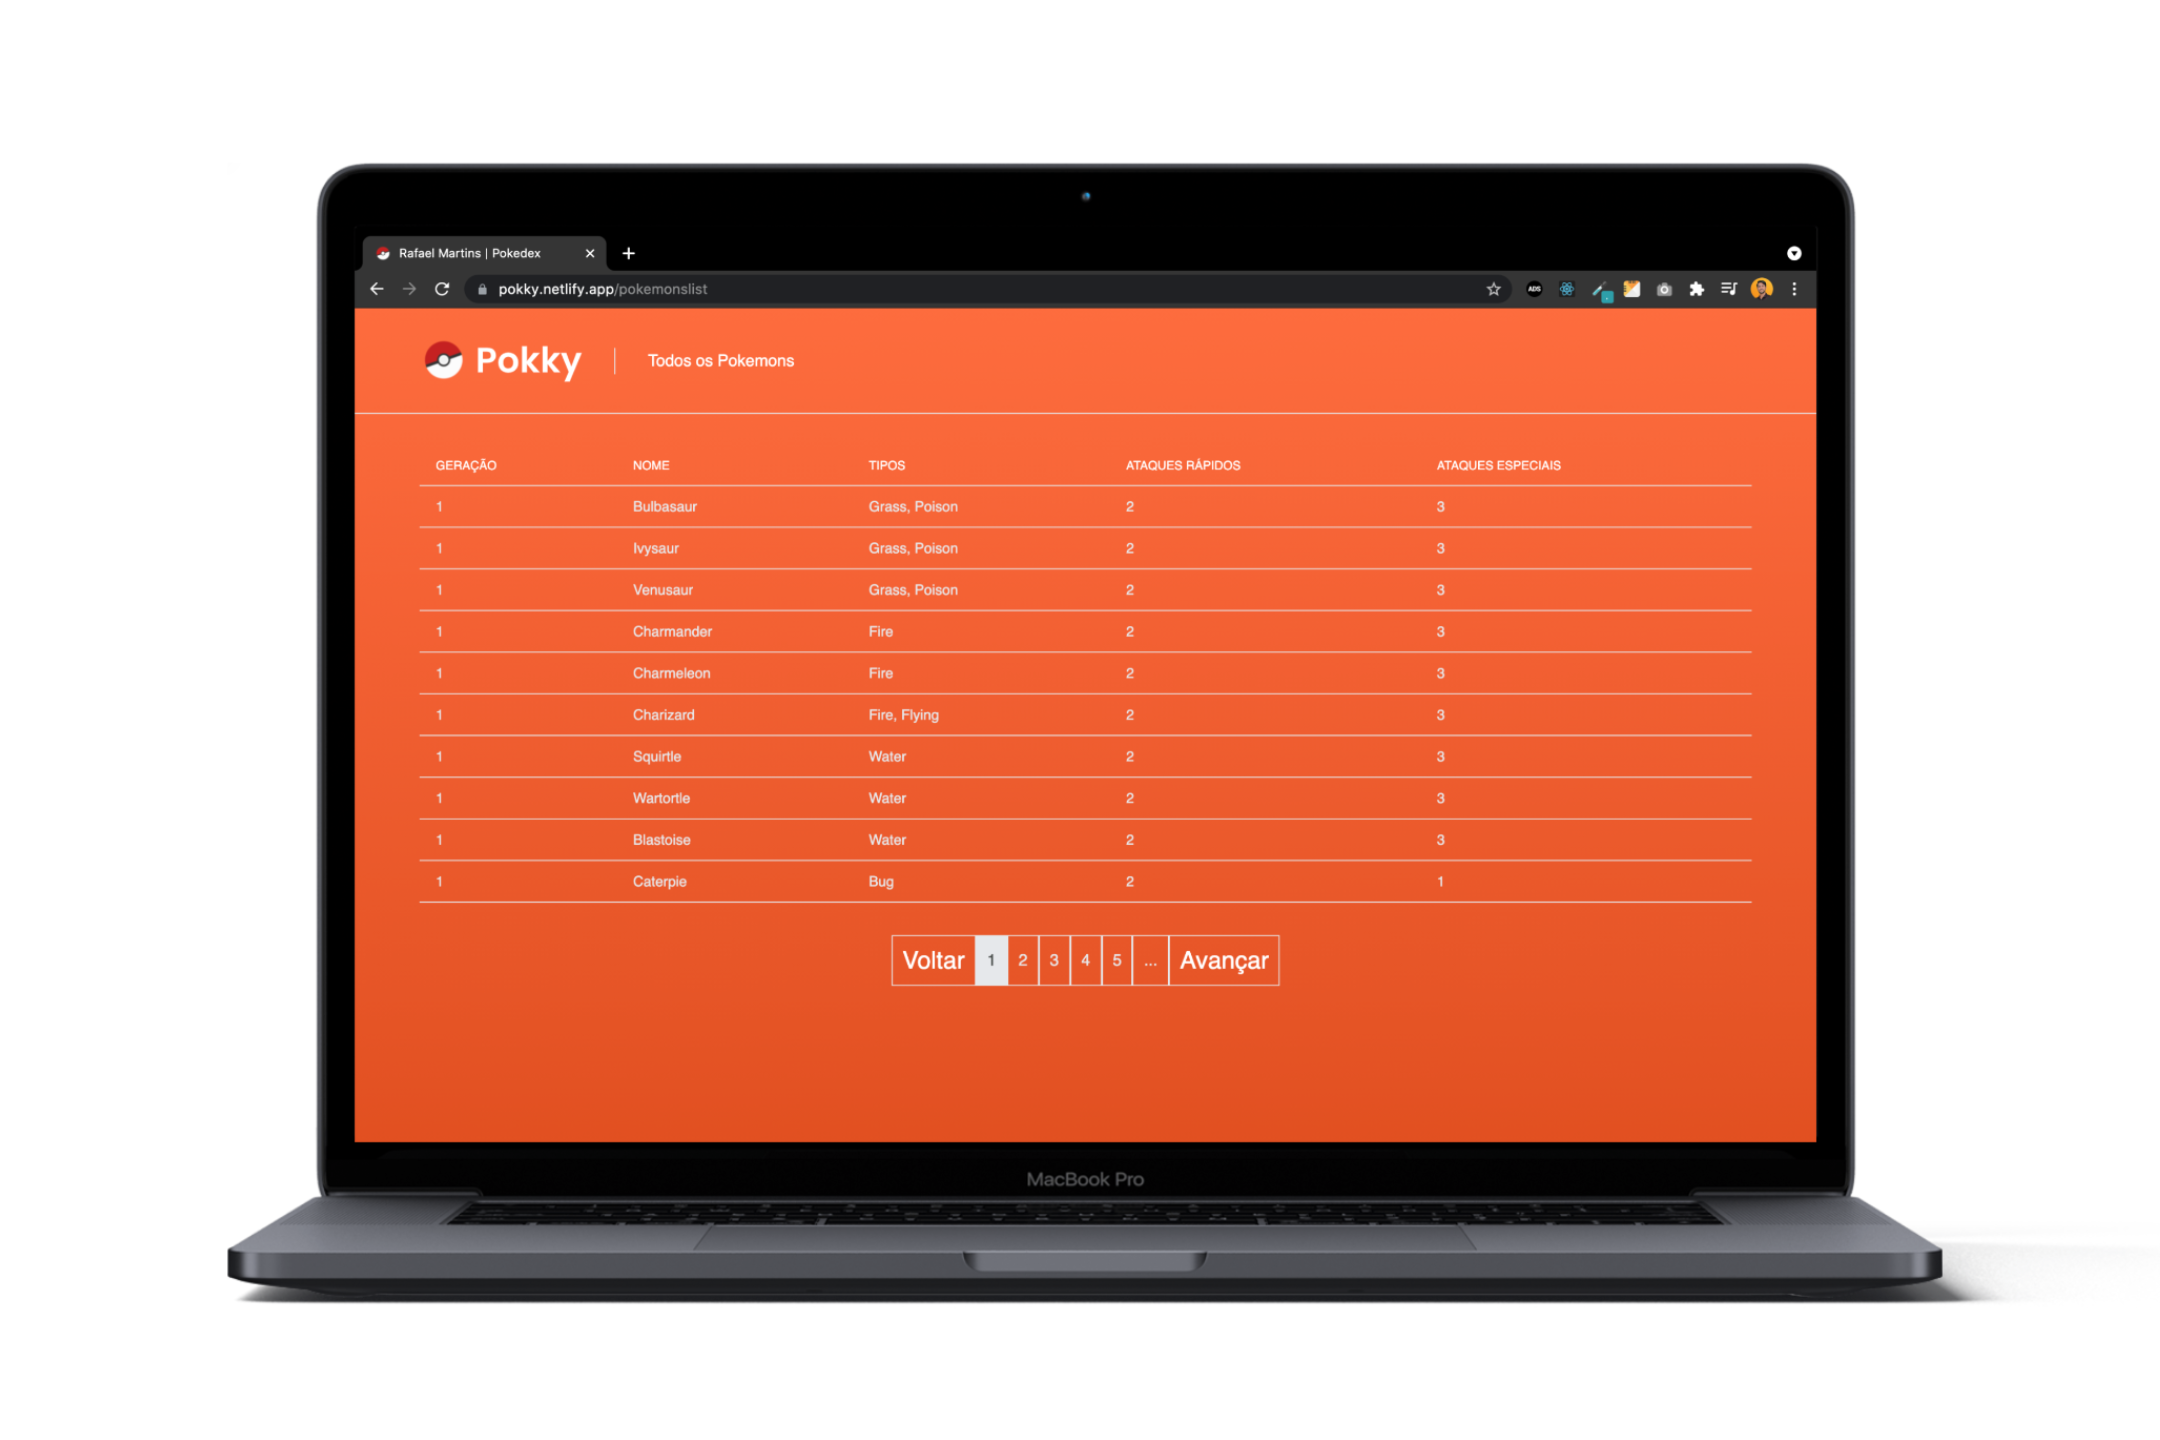 Rafael Martins | Pokedex
pokky.netlify.app/pokemonslist
ADS
Pokky | Todos os Pokemons
GERAÇÃO NOME TIPOS ATAQUES RÁPIDOS ATAQUES ESPECIAIS
1 Bulbasaur Grass, Poison 2 3
1 Ivysaur Grass, Poison 2 3
1 Venusaur Grass, Poison 2 3
1 Charmander Fire 2 3
1 Charmeleon Fire 2 3
1 Charizard Fire, Flying 2 3
1 Squirtle Water 2 3
1 Wartortle Water 2 3
1 Blastoise Water 2 3
1 Caterpie Bug 2 1
Voltar 1 2 3 4 5 ... Avançar
MacBook Pro